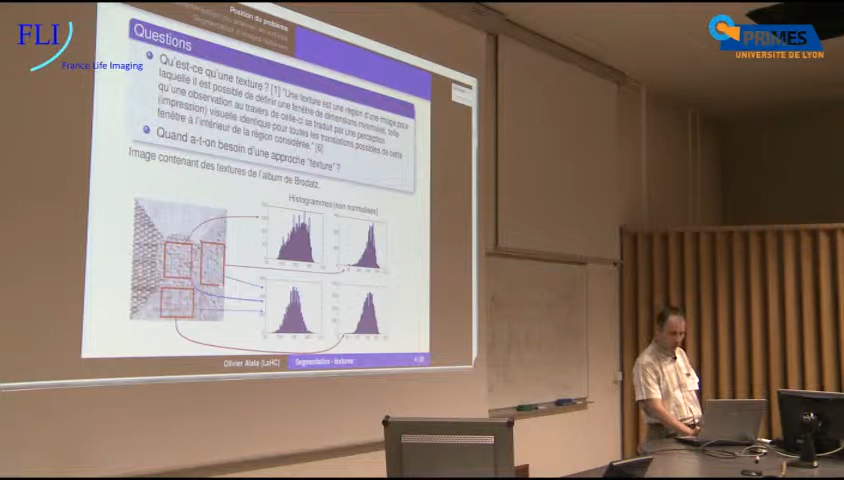 FLI
France Life Imaging
PRIMES
UNIVERSITE DE LYON
Position du problème
Questions
Qu'est-ce qu'une texture ? [1] "Une texture est une région d'une image pour
laquelle il est possible de définir une fenêtre de dimensions minimales, telle
qu'une observation au travers de celle-ci se traduit par une perception
(impression) visuelle identique pour toutes les translations possibles de cette
fenêtre à l'intérieur de la région considérée." [6]
Quand a-t-on besoin d'une approche "texture" ?
Image contenant des textures de l'album de Brodatz.
Histogrammes (non normalisés)
Olivier Alata (LaHC)
Segmentation - textures